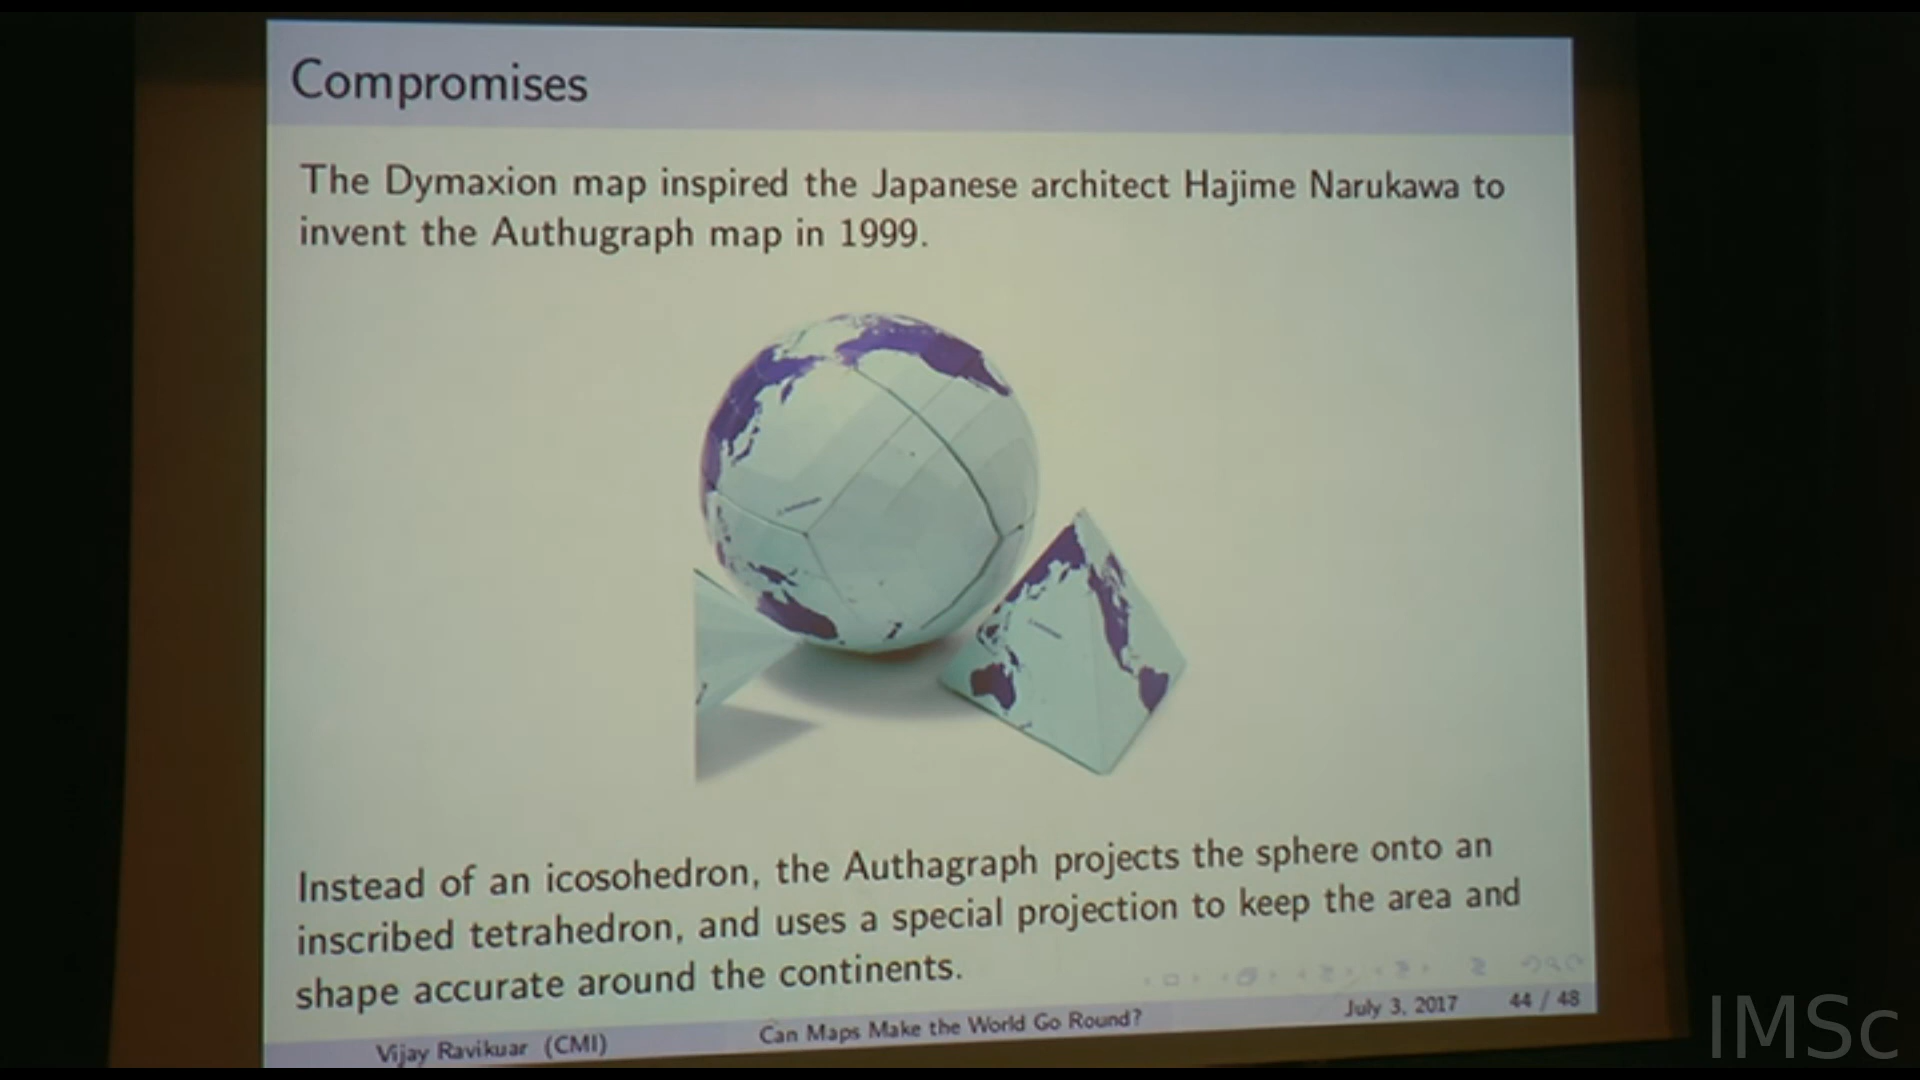 Compromises
The Dymaxion map inspired the Japanese architect Hajime Narukawa to
invent the Authugraph map in 1999.
Instead of an icosohedron, the Authagraph projects the sphere onto an
inscribed tetrahedron, and uses a special projection to keep the area and
shape accurate around the continents.
Vijay Ravikuar (CMI)
Can Maps Make the World Go Round?
July 3, 2017
44 / 48
IMSc